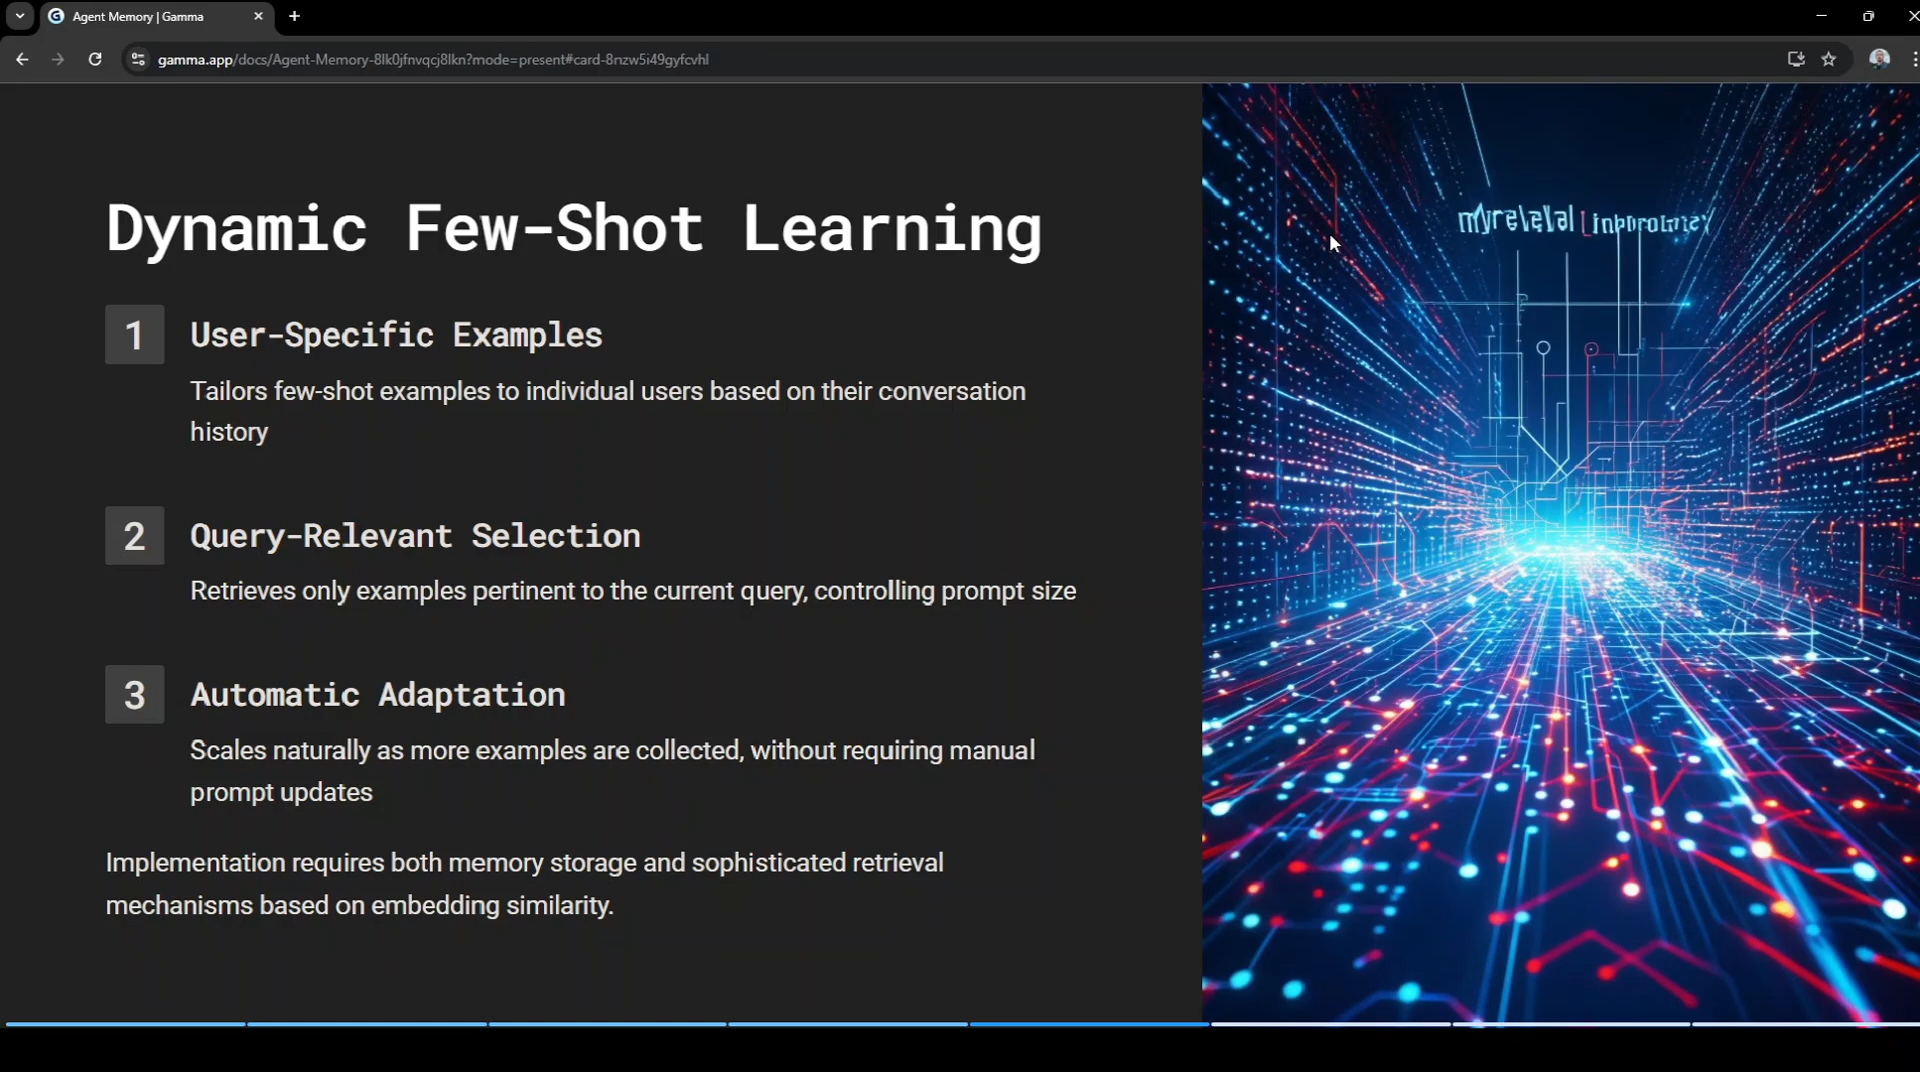 Agent Memory | Gamma
gamma.app/docs/Agent-Memory-8lk0jfnvqcj8lkn?mode=present#card-8nzw5i49gyfcvhl
Dynamic Few-Shot Learning
1
User-Specific Examples
Tailors few-shot examples to individual users based on their conversation
history
2
Query-Relevant Selection
Retrieves only examples pertinent to the current query, controlling prompt size
3
Automatic Adaptation
Scales naturally as more examples are collected, without requiring manual
prompt updates
Implementation requires both memory storage and sophisticated retrieval
mechanisms based on embedding similarity.